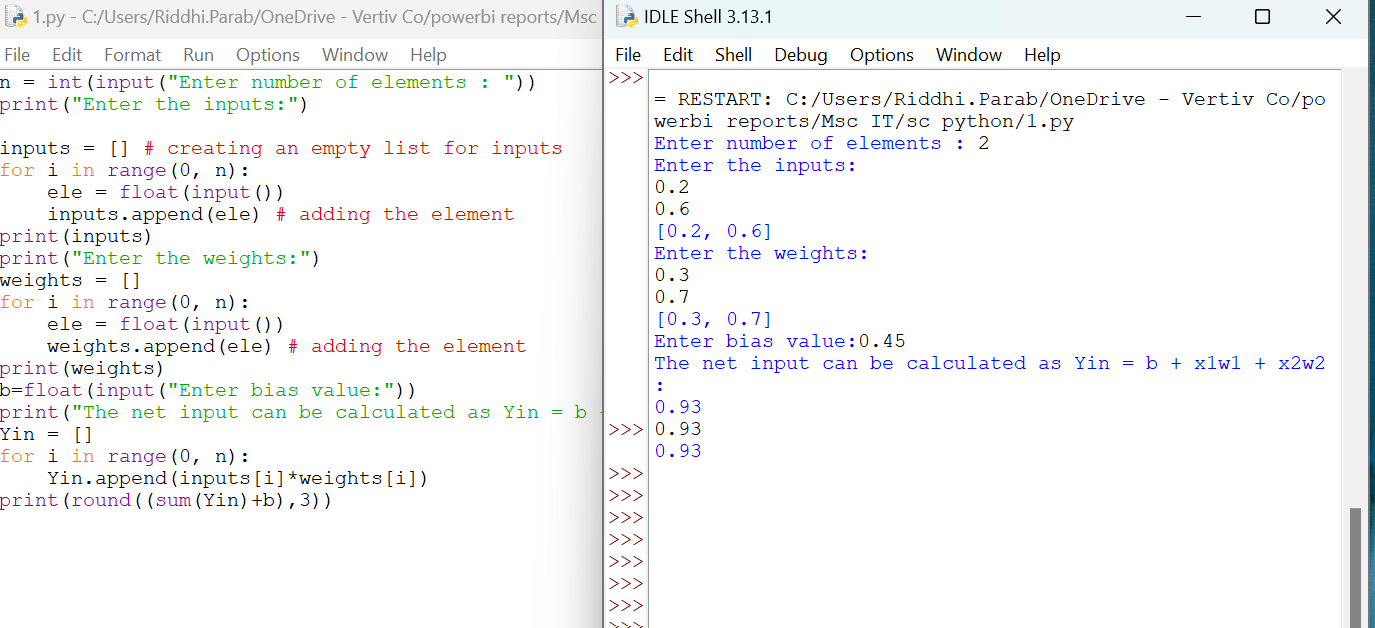 1.py - C:/Users/Riddhi.Parab/OneDrive - Vertiv Co/powerbi reports/Msc
File Edit Format Run Options Window Help
n = int(input("Enter number of elements : "))
print("Enter the inputs:")
inputs = [] # creating an empty list for inputs
for i in range(0, n):
    ele = float(input())
    inputs.append(ele) # adding the element
print(inputs)
print("Enter the weights:")
weights = []
for i in range(0, n):
    ele = float(input())
    weights.append(ele) # adding the element
print(weights)
b=float(input("Enter bias value:"))
print("The net input can be calculated as Yin = b
Yin = []
for i in range(0, n):
    Yin.append(inputs[i]*weights[i])
print(round((sum(Yin)+b),3))
IDLE Shell 3.13.1
File Edit Shell Debug Options Window Help
>>>
= RESTART: C:/Users/Riddhi.Parab/OneDrive - Vertiv Co/po
werbi reports/Msc IT/sc python/1.py
Enter number of elements : 2
Enter the inputs:
0.2
0.6
[0.2, 0.6]
Enter the weights:
0.3
0.7
[0.3, 0.7]
Enter bias value:0.45
The net input can be calculated as Yin = b + x1w1 + x2w2
:
0.93
>>> 0.93
0.93
>>>
>>>
>>>
>>>
>>>
>>>
>>>
>>>